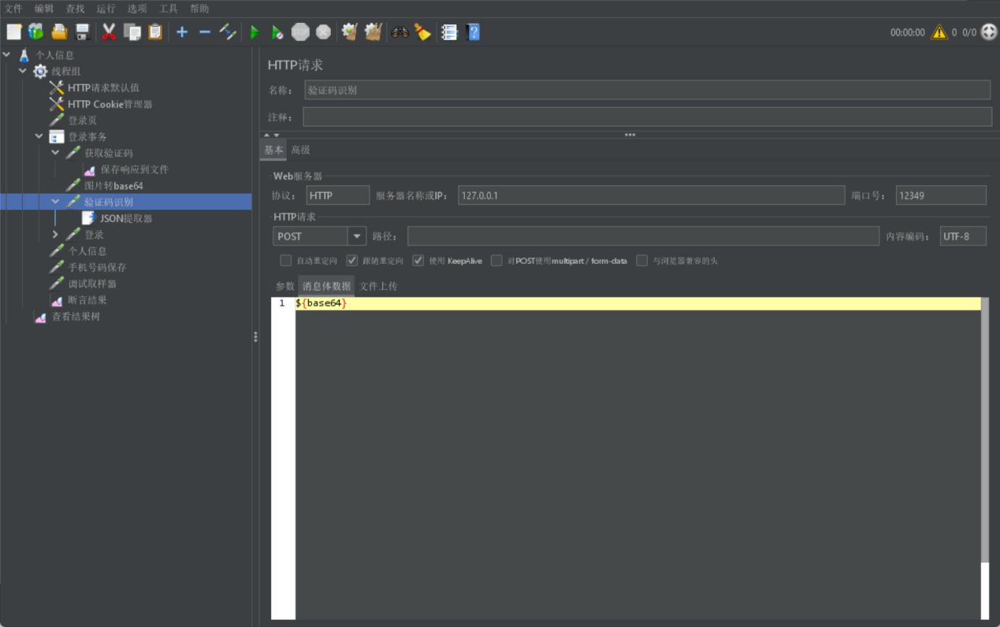 文件 编辑 查找 运行 选项 工具 帮助
00:00:00 0 0/0
个人信息
线程组
HTTP请求默认值
HTTP Cookie管理器
登录页
登录事务
获取验证码
保存响应到文件
图片转base64
验证码识别
JSON提取器
登录
个人信息
手机号码保存
调试取样器
断言结果
查看结果树
HTTP请求
名称： 验证码识别
注释：
基本 高级
Web服务器
协议： HTTP 服务器名称或IP： 127.0.0.1 端口号： 12349
HTTP请求
POST 路径： 内容编码： UTF-8
自动重定向 跟随重定向 使用 KeepAlive 对POST使用multipart / form-data 与浏览器兼容的头
参数 消息体数据 文件上传
1 ${base64}